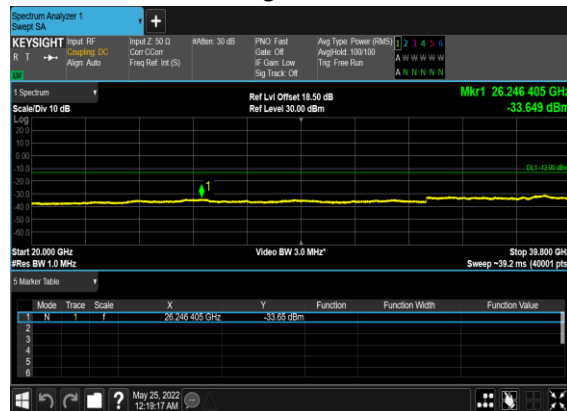 Spectrum Analyzer 1
Swept SA
KEYSIGHT Input: RF Input Z: 50 Ω #Atten: 30 dB PNO: Fast Avg Type: Power (RMS) 1 2 3 4 5 6
R T Coupling: DC Corr CCorr Gate: Off Avg|Hold: 100/100 A W W W W W
Align: Auto Freq Ref: Int (S) IF Gain: Low Trig: Free Run
Sig Track: Off A N N N N N
LXI
1 Spectrum Ref Lvl Offset 18.50 dB Mkr1 26.246 405 GHz
Scale/Div 10 dB Ref Level 30.00 dBm -33.649 dBm
Log
20.0
10.0
0.00
-10.0
DL1 -13.00 dBm
-20.0
1
-30.0
-40.0
-50.0
-60.0
Start 20.000 GHz Video BW 3.0 MHz* Stop 39.800 GHz
#Res BW 1.0 MHz Sweep ~39.2 ms (40001 pts)
5 Marker Table
Mode Trace Scale X Y Function Function Width Function Value
1 N 1 f 26.246 405 GHz -33.65 dBm
2
3
4
5
6
? May 25, 2022
12:19:17 AM